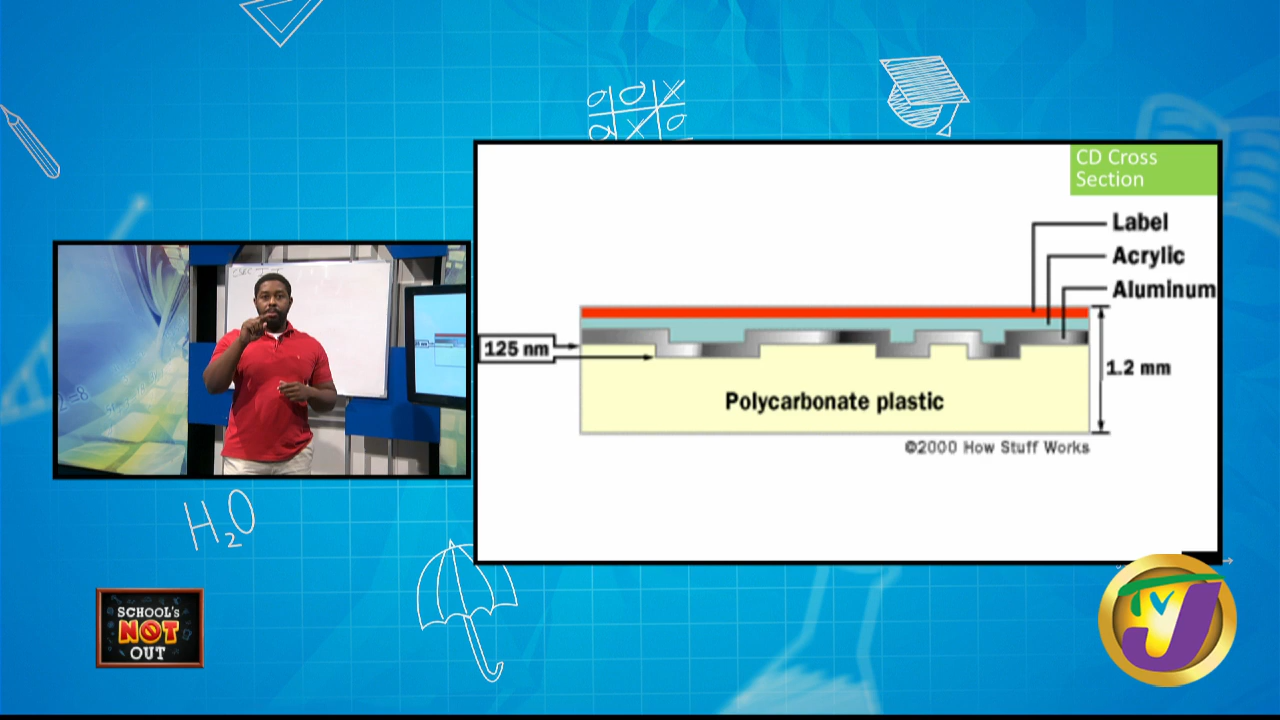 CD Cross
Section
Label
Acrylic
Aluminum
125 nm
1.2 mm
Polycarbonate plastic
©2000 How Stuff Works
H2O
SCHOOL'S
NOT
OUT
TVJ